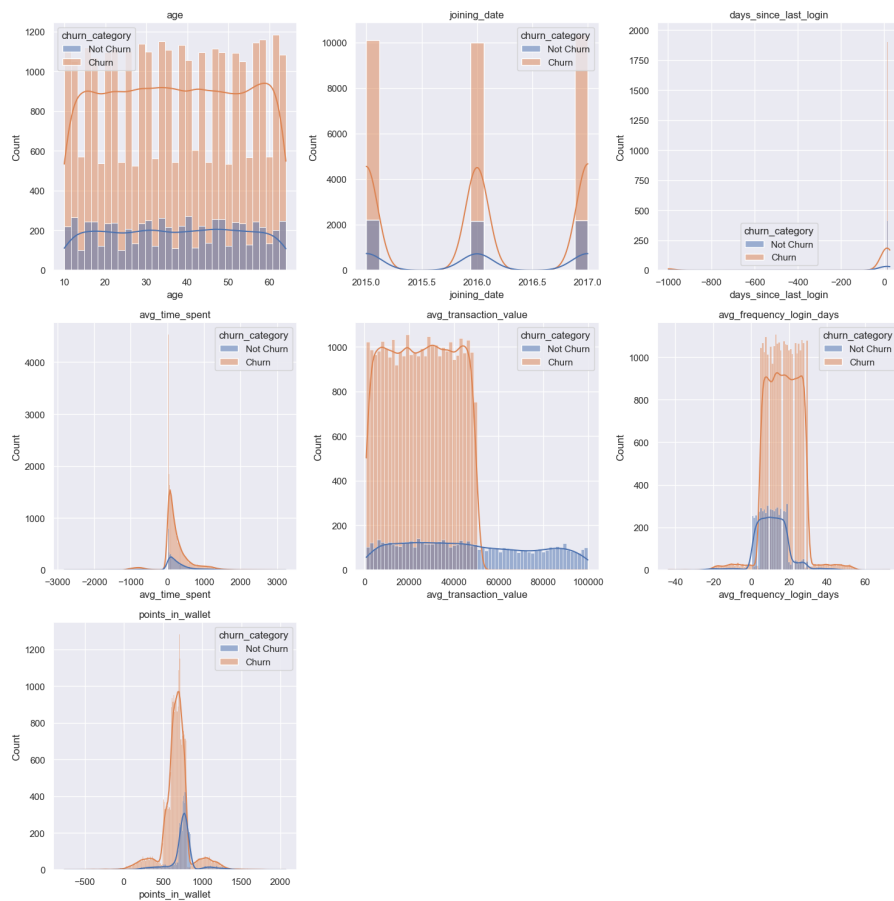 age
churn_category
Not Churn
Churn
Count
1200
1000
800
600
400
200
0
10 20 30 40 50 60
age
joining_date
churn_category
Not Churn
Churn
Count
10000
8000
6000
4000
2000
0
2015.0 2015.5 2016.0 2016.5 2017.0
joining_date
days_since_last_login
churn_category
Not Churn
Churn
Count
2000
1750
1500
1250
1000
750
500
250
0
−1000 −800 −600 −400 −200 0
days_since_last_login
avg_time_spent
churn_category
Not Churn
Churn
Count
4000
3000
2000
1000
0
−3000 −2000 −1000 0 1000 2000 3000
avg_time_spent
avg_transaction_value
churn_category
Not Churn
Churn
Count
1000
800
600
400
200
0
0 20000 40000 60000 80000 100000
avg_transaction_value
avg_frequency_login_days
churn_category
Not Churn
Churn
Count
1000
800
600
400
200
0
−40 −20 0 20 40 60
avg_frequency_login_days
points_in_wallet
churn_category
Not Churn
Churn
Count
1200
1000
800
600
400
200
0
−500 0 500 1000 1500 2000
points_in_wallet